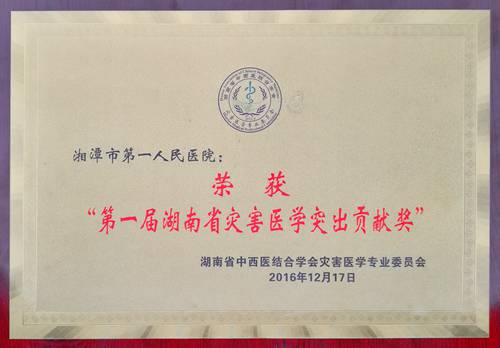 湘潭市第一人民医院：
荣 获
“第一届湖南省灾害医学突出贡献奖”
湖南省中西医结合学会灾害医学专业委员会
2016年12月17日